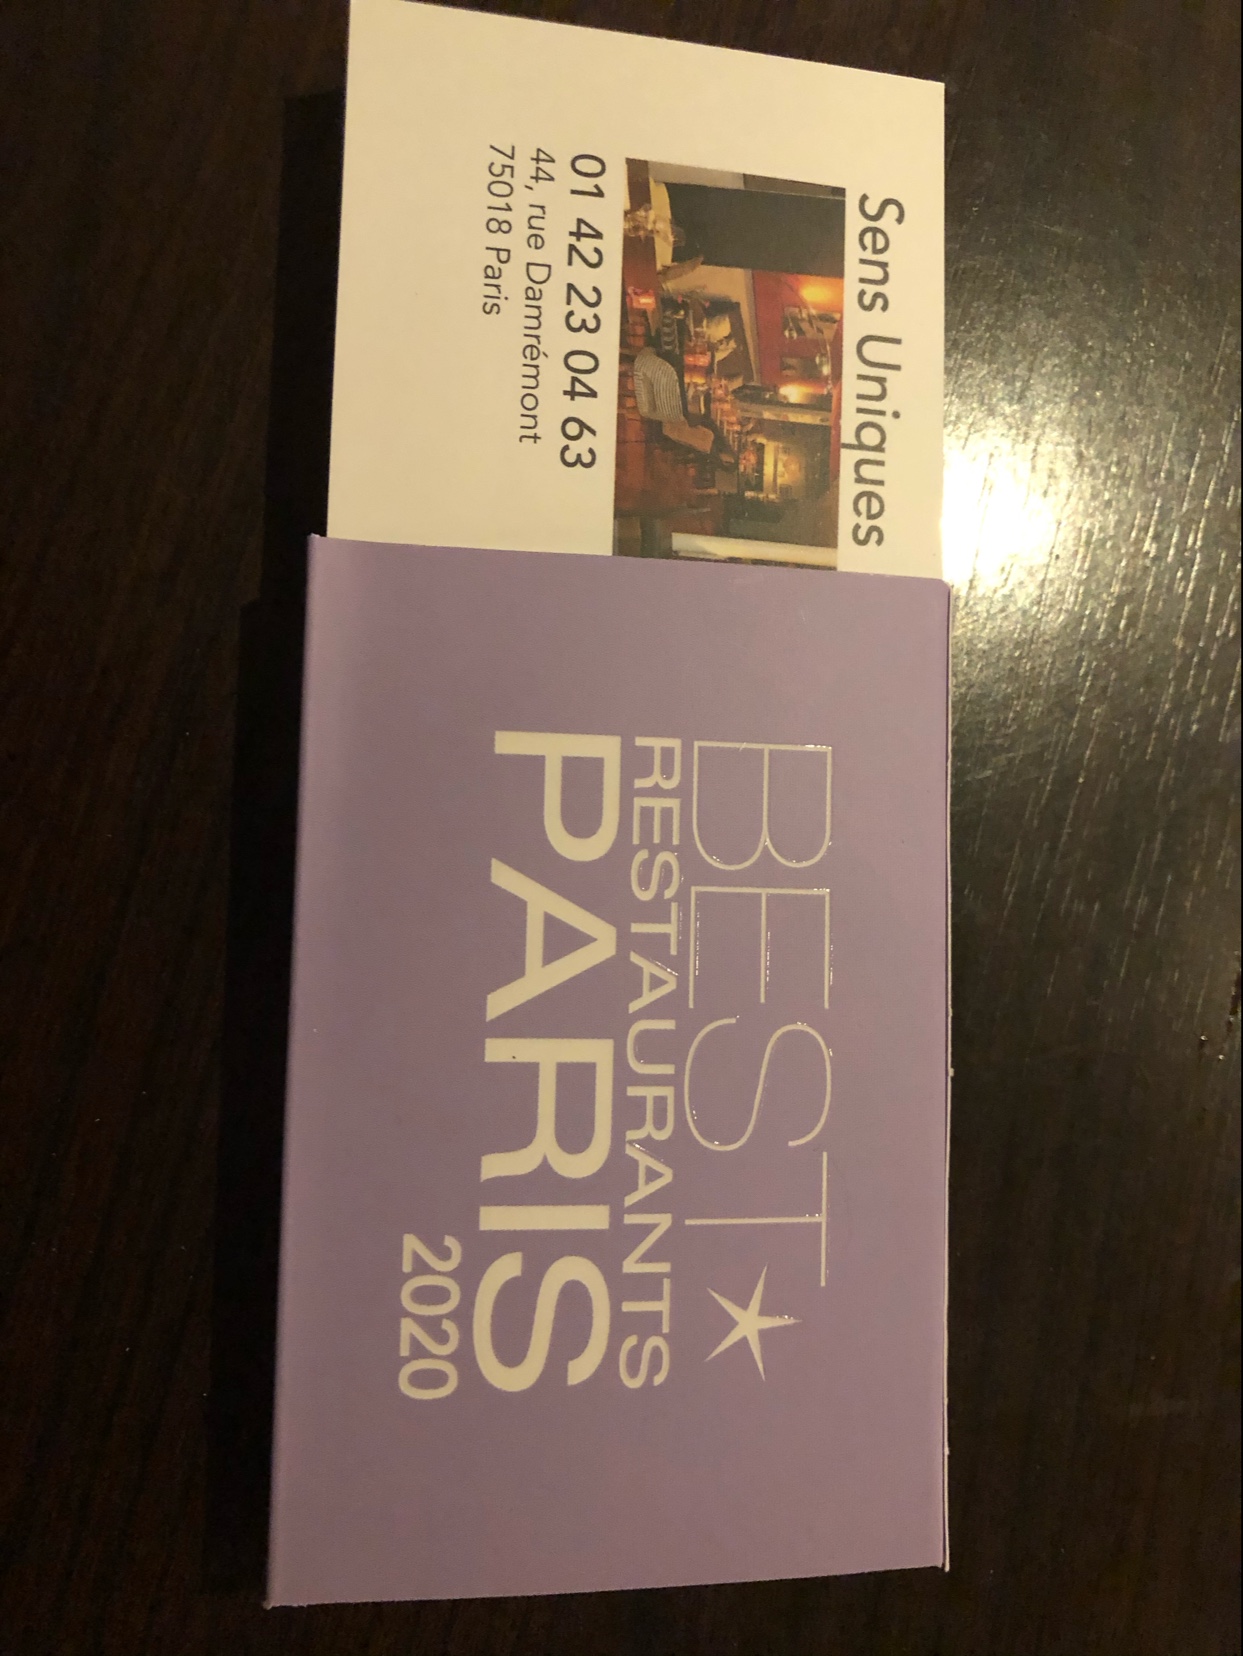 Sens Uniques
01 42 23 04 63
44, rue Damrémont
75018 Paris
BEST
RESTAURANTS
PARIS
2020